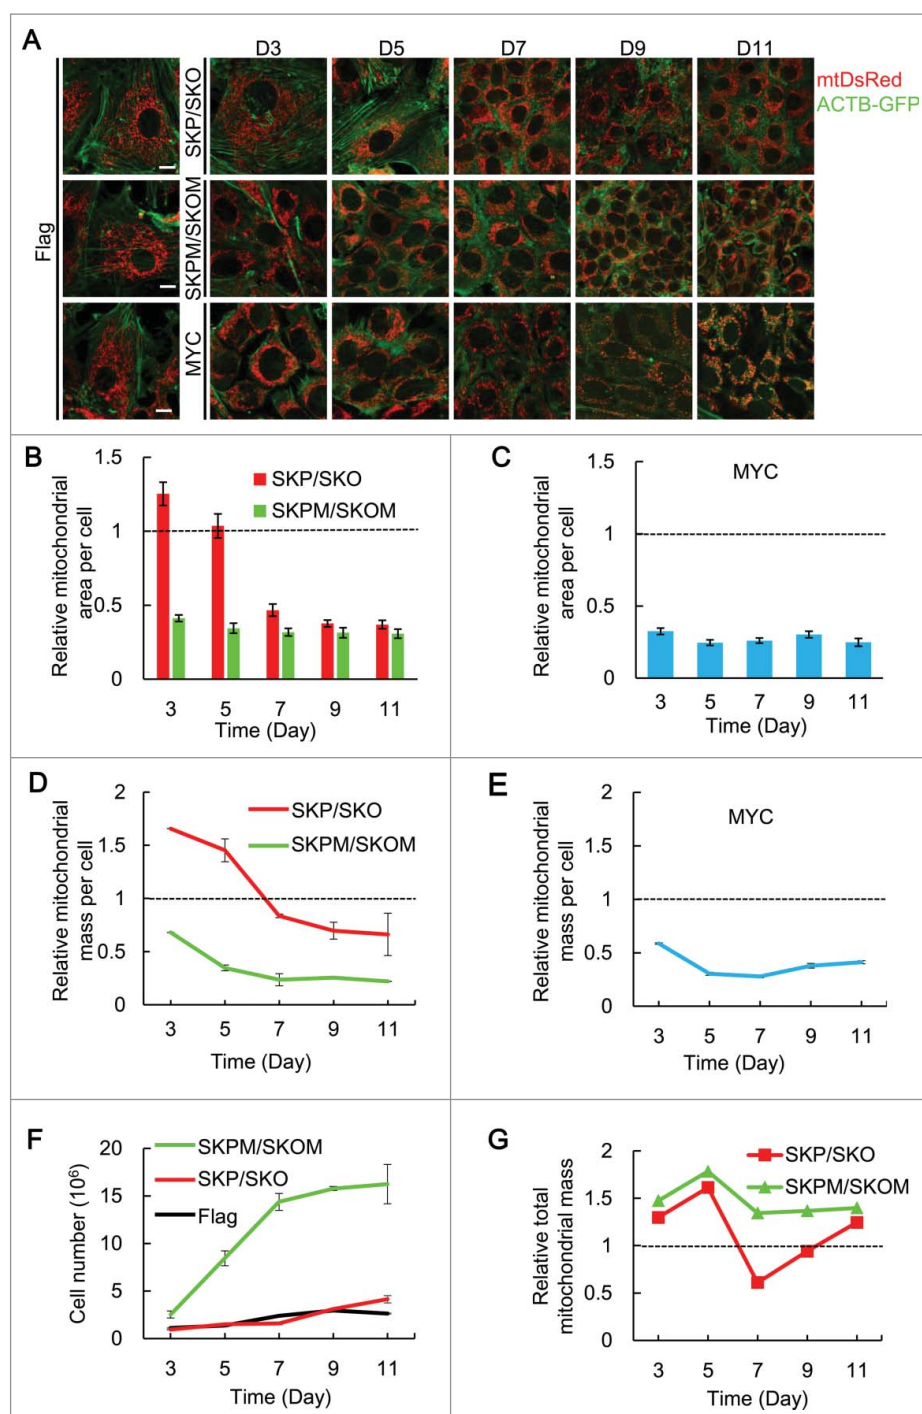 A
D3 D5 D7 D9 D11
Flag
SKP/SKO
SKPM/SKOM
MYC
mtDsRed
ACTB-GFP
B
Relative mitochondrial
area per cell
1.5
1
0.5
0
SKP/SKO
SKPM/SKOM
3 5 7 9 11
Time (Day)
C
Relative mitochondrial
area per cell
1.5
1
0.5
0
MYC
3 5 7 9 11
Time (Day)
D
Relative mitochondrial
mass per cell
2
1.5
1
0.5
0
SKP/SKO
SKPM/SKOM
3 5 7 9 11
Time (Day)
E
Relative mitochondrial
mass per cell
2
1.5
1
0.5
0
MYC
3 5 7 9 11
Time (Day)
F
Cell number (10⁶)
20
15
10
5
0
SKPM/SKOM
SKP/SKO
Flag
3 5 7 9 11
Time (Day)
G
Relative total
mitochondrial mass
2
1.5
1
0.5
0
SKP/SKO
SKPM/SKOM
3 5 7 9 11
Time (Day)